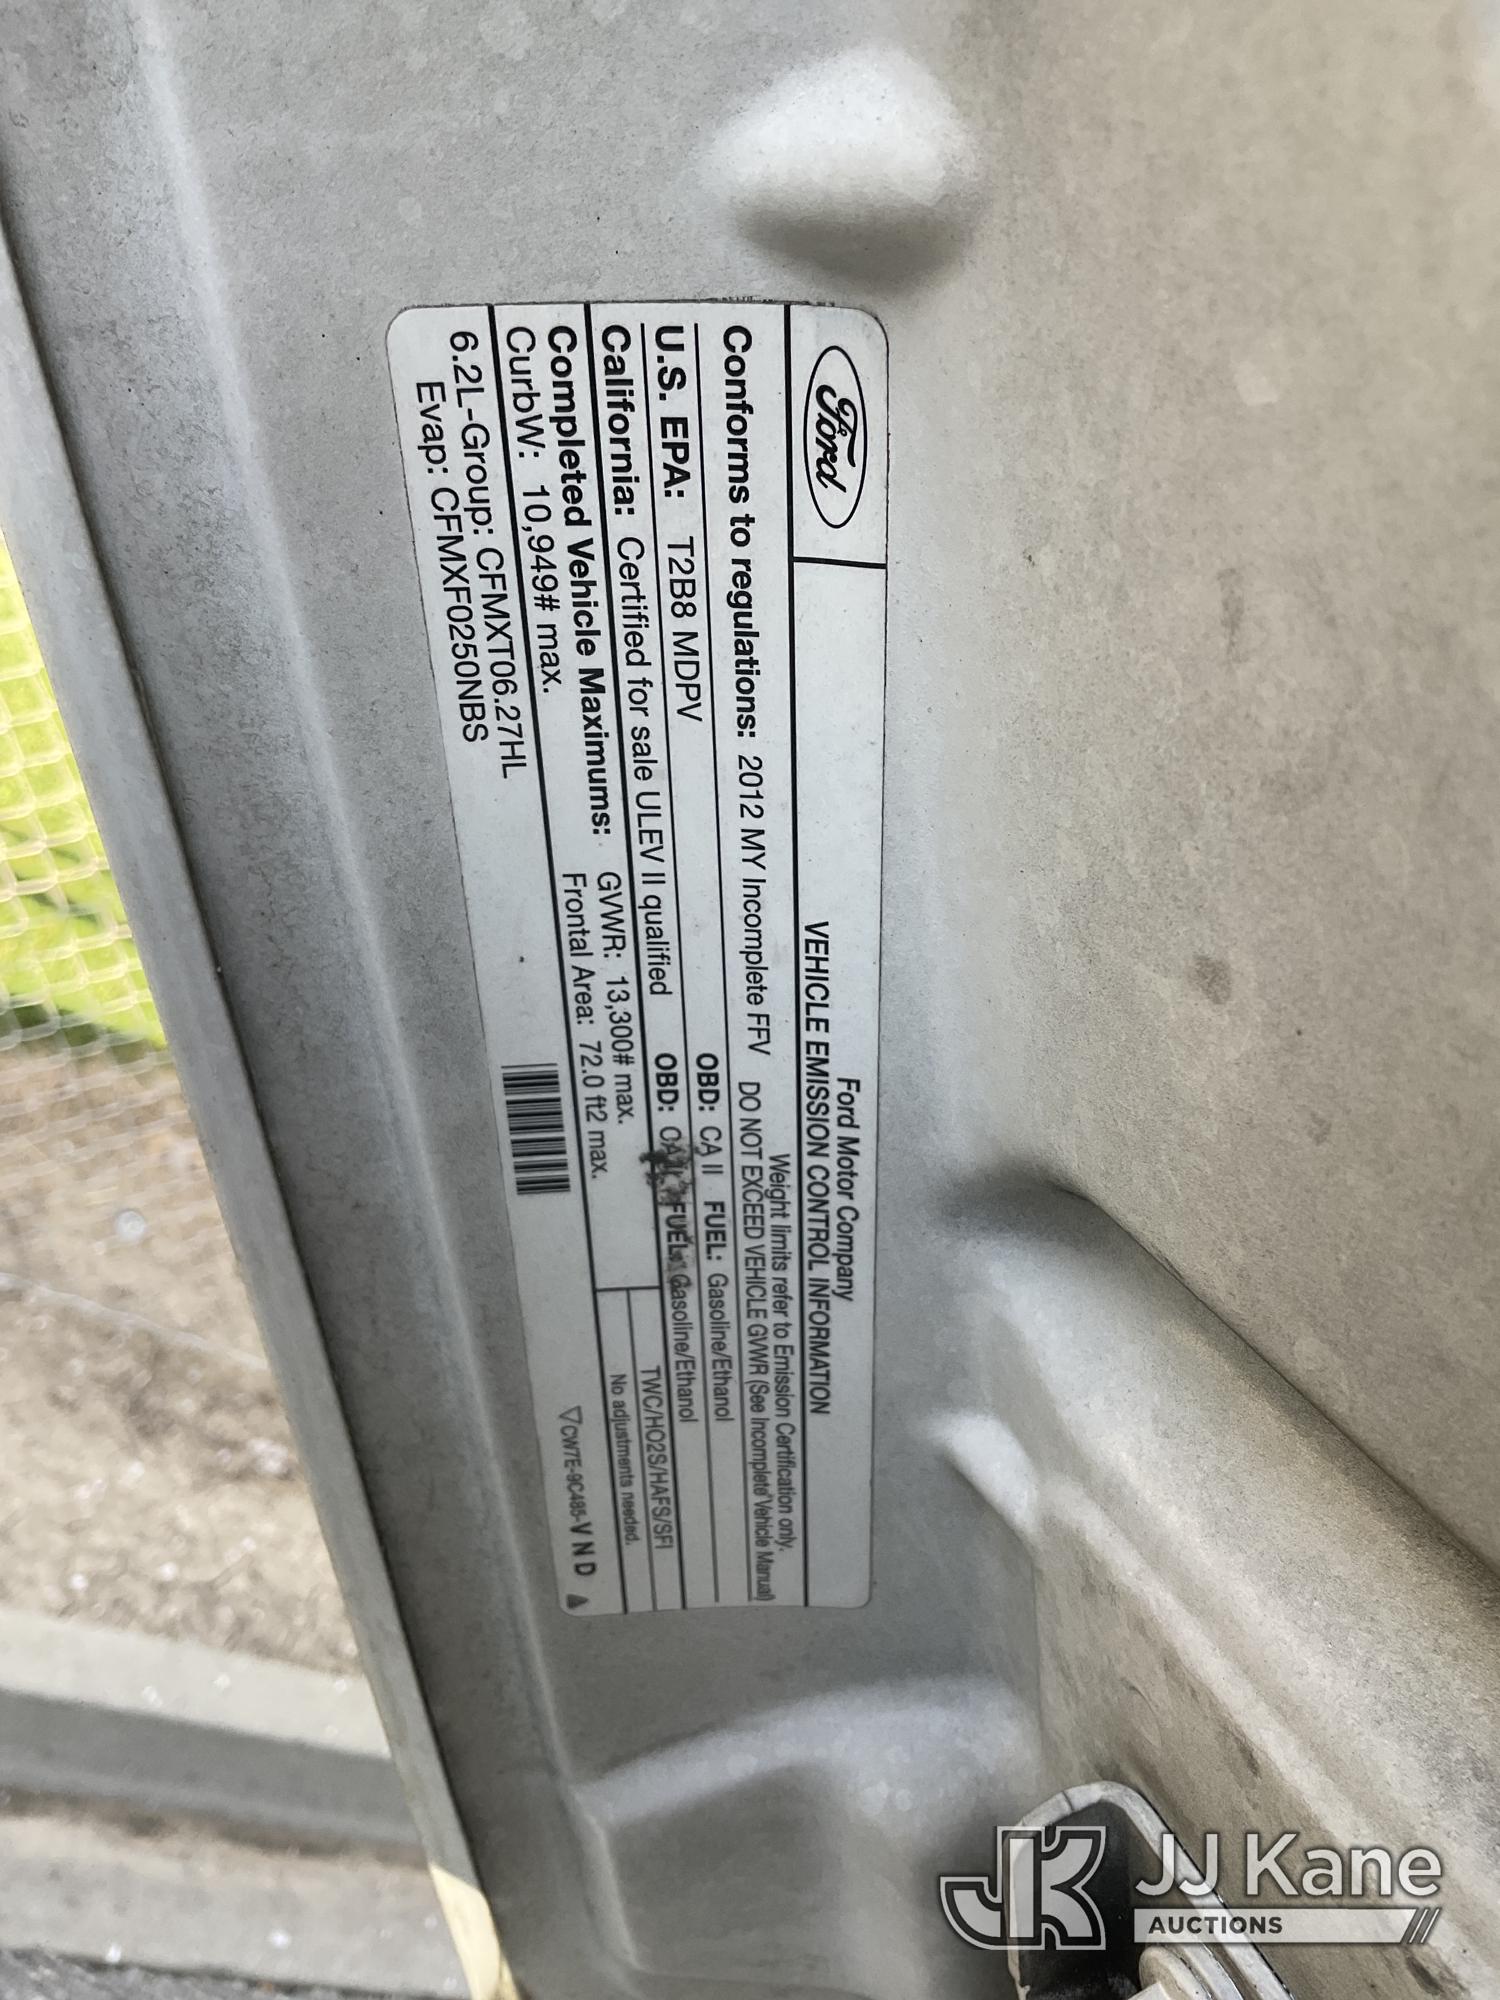 Ford
Ford Motor Company
VEHICLE EMISSION CONTROL INFORMATION
Conforms to regulations: 2012 MY Incomplete FFV
Weight limits refer to Emission Certification only.
DO NOT EXCEED VEHICLE GVWR (See Incomplete Vehicle Manual)
U.S. EPA: T2B8 MDPV OBD: CA II FUEL: Gasoline/Ethanol
California: Certified for sale ULEV II qualified OBD: CA II FUEL: Gasoline/Ethanol
Completed Vehicle Maximums: GVWR: 13,300# max.
TWC/HO2S/HAFS/SFI
CurbW: 10,949# max. Frontal Area: 72.0 ft2 max.
No adjustments needed.
6.2L-Group: CFMXT06.27HL
Evap: CFMXF0250NBS
CW7E-9C485-V N D
JK
JJ Kane
AUCTIONS